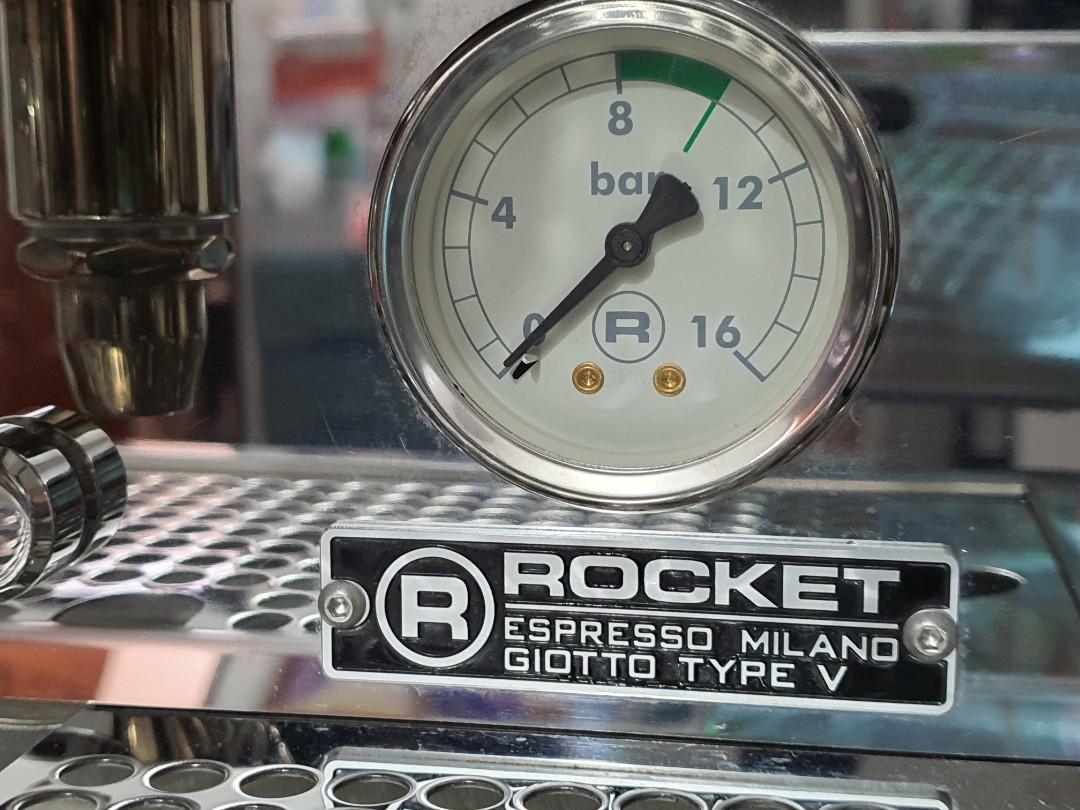 8
bar
4
12
0
R
16
R
ROCKET
ESPRESSO MILANO
GIOTTO TYPE V